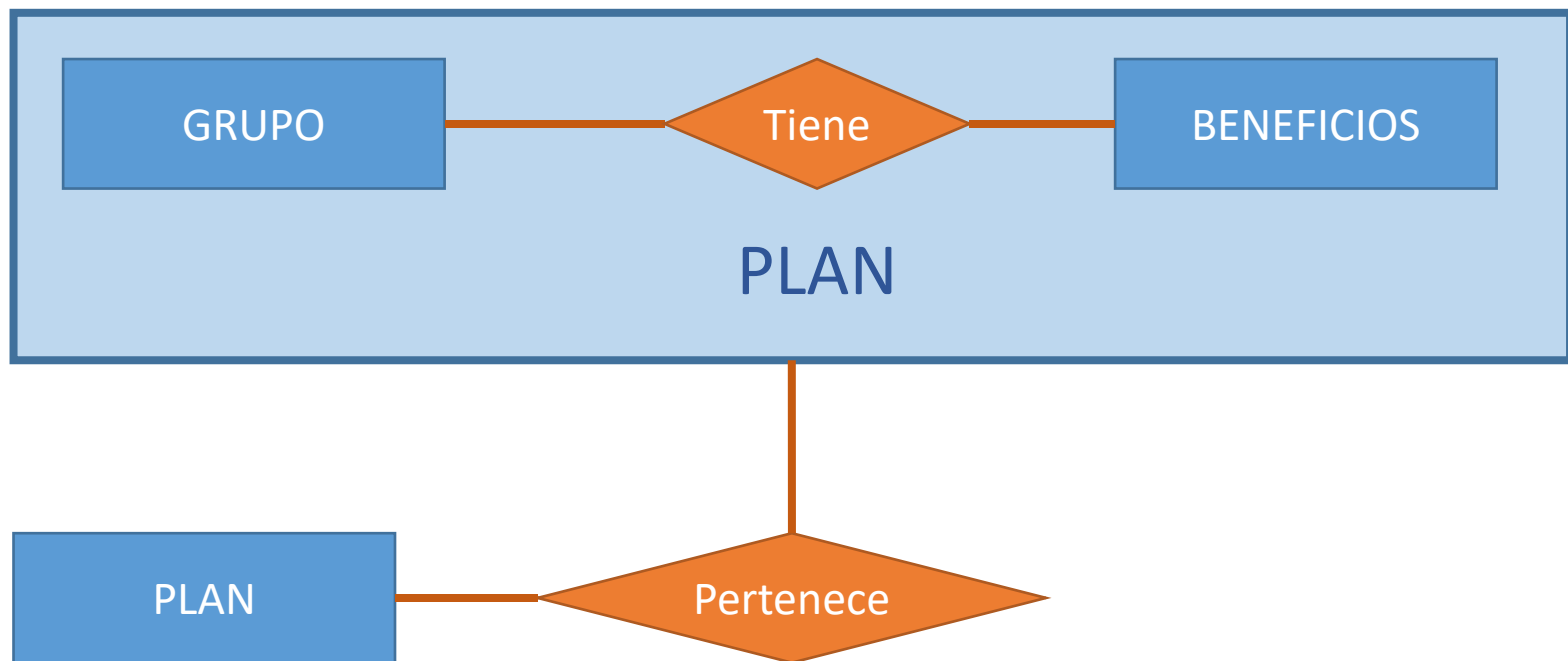 GRUPO
Tiene
BENEFICIOS
PLAN
PLAN
Pertenece